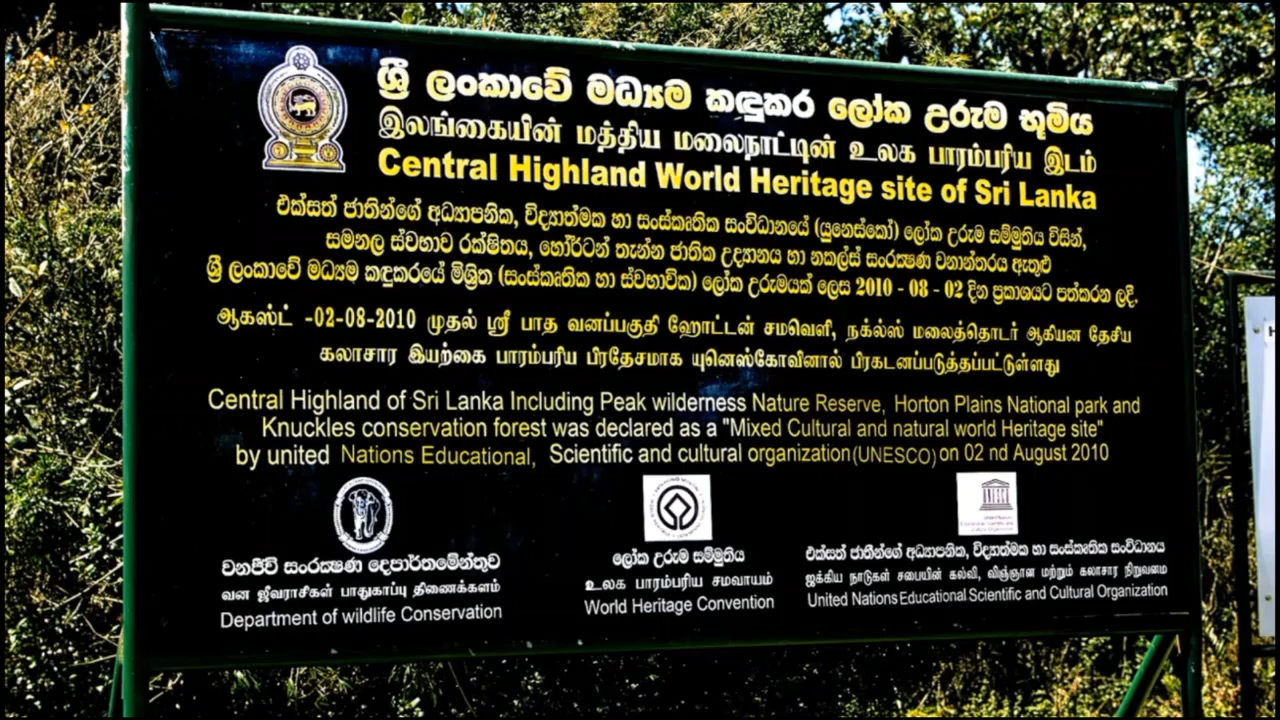 ශ්‍රී ලංකාවේ මධ්‍යම කඳුකර ලෝක උරුම භූමිය
இலங்கையின் மத்திய மலைநாட்டின் உலக பாரம்பரிய இடம்
Central Highland World Heritage site of Sri Lanka
එක්සත් ජාතින්ගේ අධ්‍යාපනික, විද්‍යාත්මක හා සංස්කෘතික සංවිධානයේ (යුනෙස්කෝ) ලෝක උරුම සම්මුතිය විසින්,
සමනල ස්වභාව රක්ෂිතය, හෝර්ටන් තැන්න ජාතික උද්‍යානය හා නකල්ස් සංරක්‍ෂණ වනාන්තරය ඇතුළු
ශ්‍රී ලංකාවේ මධ්‍යම කඳුකරයේ මිශ්‍රිත (සංස්කෘතික හා ස්වභාවික) ලෝක උරුමයක් ලෙස 2010 - 08 - 02 දින ප්‍රකාශයට පත්කරන ලදී.
ஆகஸ்ட் -02-08-2010 முதல் ஸ்ரீ பாத வனப்பகுதி ஹோட்டன் சமவெளி, நக்ல்ஸ் மலைத்தொடர் ஆகியன தேசிய
கலாசார இயற்கை பாரம்பரிய பிரதேசமாக யுனெஸ்கோவினால் பிரகடனப்படுத்தப்பட்டுள்ளது
Central Highland of Sri Lanka Including Peak wilderness Nature Reserve, Horton Plains National park and
Knuckles conservation forest was declared as a "Mixed Cultural and natural world Heritage site"
by united Nations Educational, Scientific and cultural organization (UNESCO) on 02 nd August 2010
UNESCO
වනජීවි සංරක්‍ෂණ දෙපාර්තමේන්තුව
வன ஜீவராசிகள் பாதுகாப்பு திணைக்களம்
Department of wildlife Conservation
ලෝක උරුම සම්මුතිය
உலக பாரம்பரிய சமவாயம்
World Heritage Convention
එක්සත් ජාතීන්ගේ අධ්‍යාපනික, විද්‍යාත්මක හා සංස්කෘතික සංවිධානය
ஐக்கிய நாடுகள் சபையின் கல்வி, விஞ்ஞான மற்றும் கலாசார நிறுவனம்
United Nations Educational Scientific and Cultural Organization